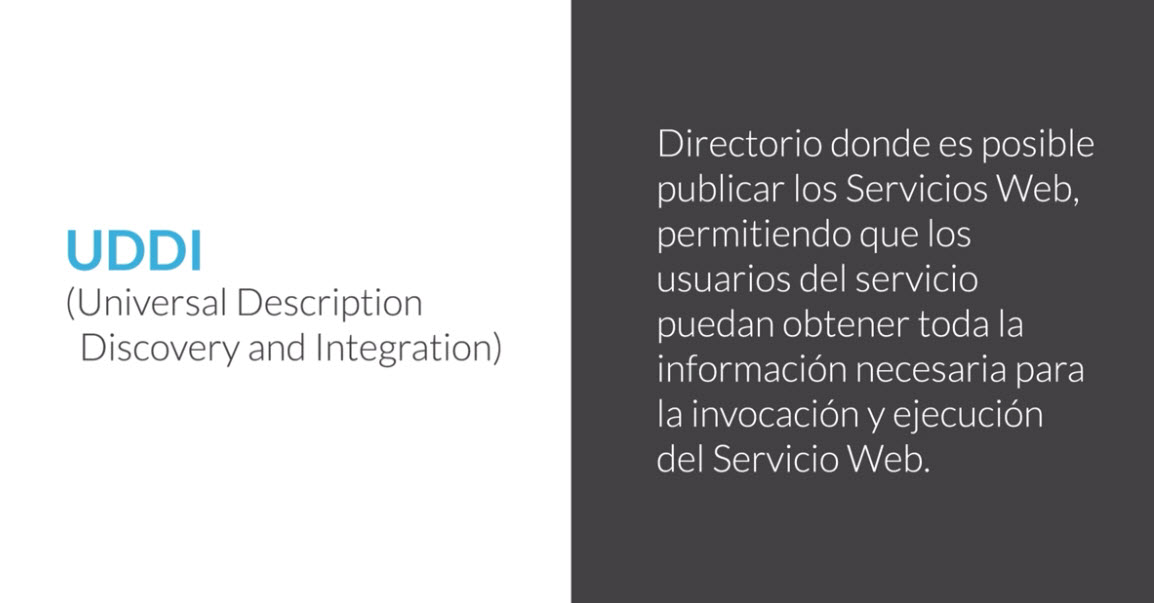 UDDI
(Universal Description
Discovery and Integration)
Directorio donde es posible
publicar los Servicios Web,
permitiendo que los
usuarios del servicio
puedan obtener toda la
información necesaria para
la invocación y ejecución
del Servicio Web.